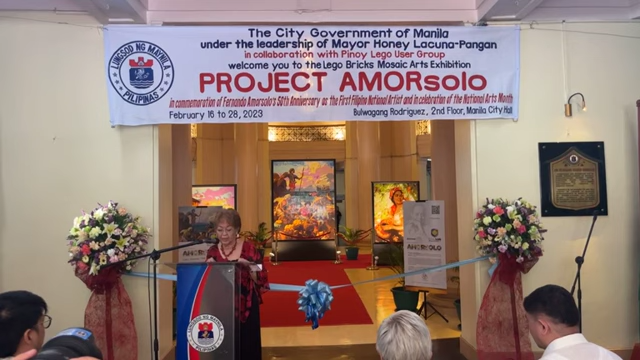 The City Government of Manila
under the leadership of Mayor Honey Lacuna-Pangan
in collaboration with Pinoy Lego User Group
welcome you to the Lego Bricks Mosaic Arts Exhibition
PROJECT AMORsolo
in commemoration of Fernando Amorsolo's 50th Anniversary as the First Filipino National Artist and in celebration of the National Arts Month
February 16 to 28, 2023
Bulwagang Rodriguez, 2nd Floor, Manila City Hall
LUNGSOD NG MAYNILA
PILIPINAS
AMORSOLO